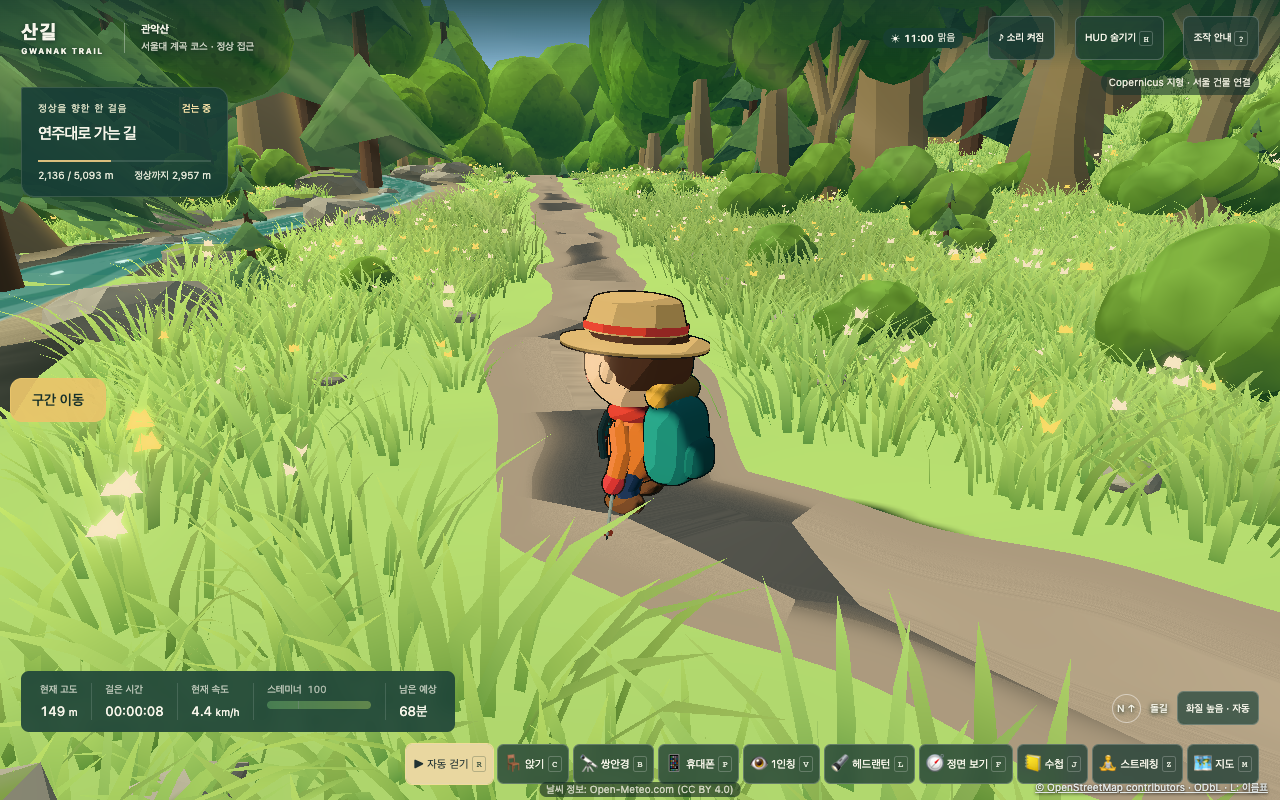 산길
GWANAK TRAIL
관악산
서울대 계곡 코스 · 정상 접근
☀ 11:00 맑음
♪ 소리 켜짐
HUD 숨기기 H
조작 안내 ?
Copernicus 지형 · 서울 건물 연결
정상을 향한 한 걸음
걷는 중
연주대로 가는 길
2,136 / 5,093 m
정상까지 2,957 m
구간 이동
현재 고도
149 m
걸은 시간
00:00:08
현재 속도
4.4 km/h
스테미너 100
남은 예상
68분
N ↑
돌길
화질 높음 · 자동
▶ 자동 걷기 R
앉기 C
쌍안경 B
휴대폰 P
1인칭 V
헤드랜턴 L
정면 보기 F
수첩 J
스트레칭 Z
지도 M
날씨 정보: Open-Meteo.com (CC BY 4.0)
© OpenStreetMap contributors · ODbL · L: 이름표